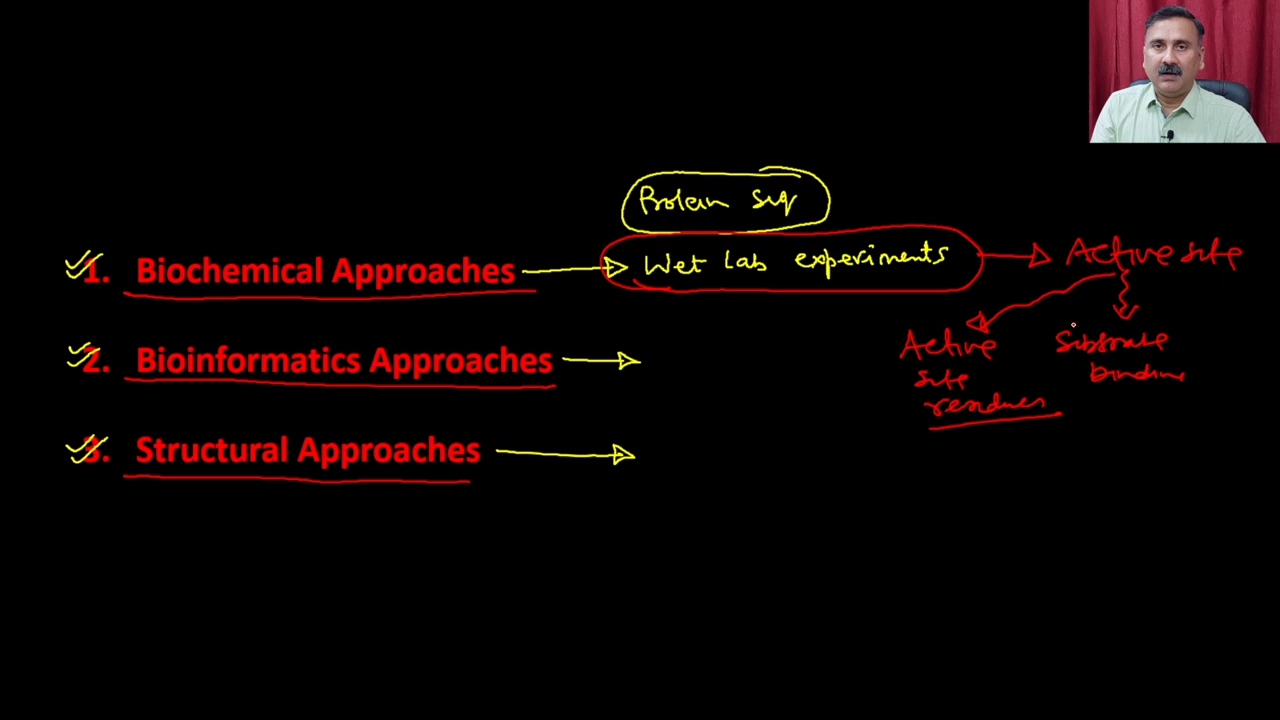 Protein Seq
1. Biochemical Approaches
Wet Lab experiments
Active site
2. Bioinformatics Approaches
Active
site
residues
Substrate
binding
3. Structural Approaches